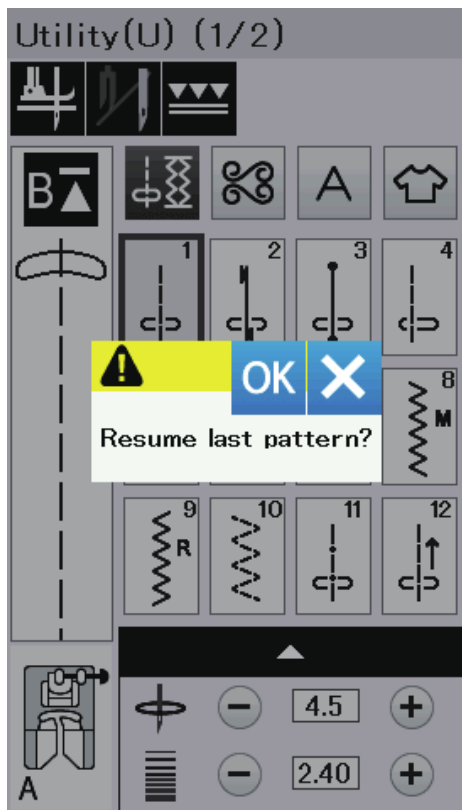 Utility(U) (1/2)
B
A
1
2
3
4
OK
Resume last pattern?
8
M
9
R
10
11
12
4.5
2.40
A